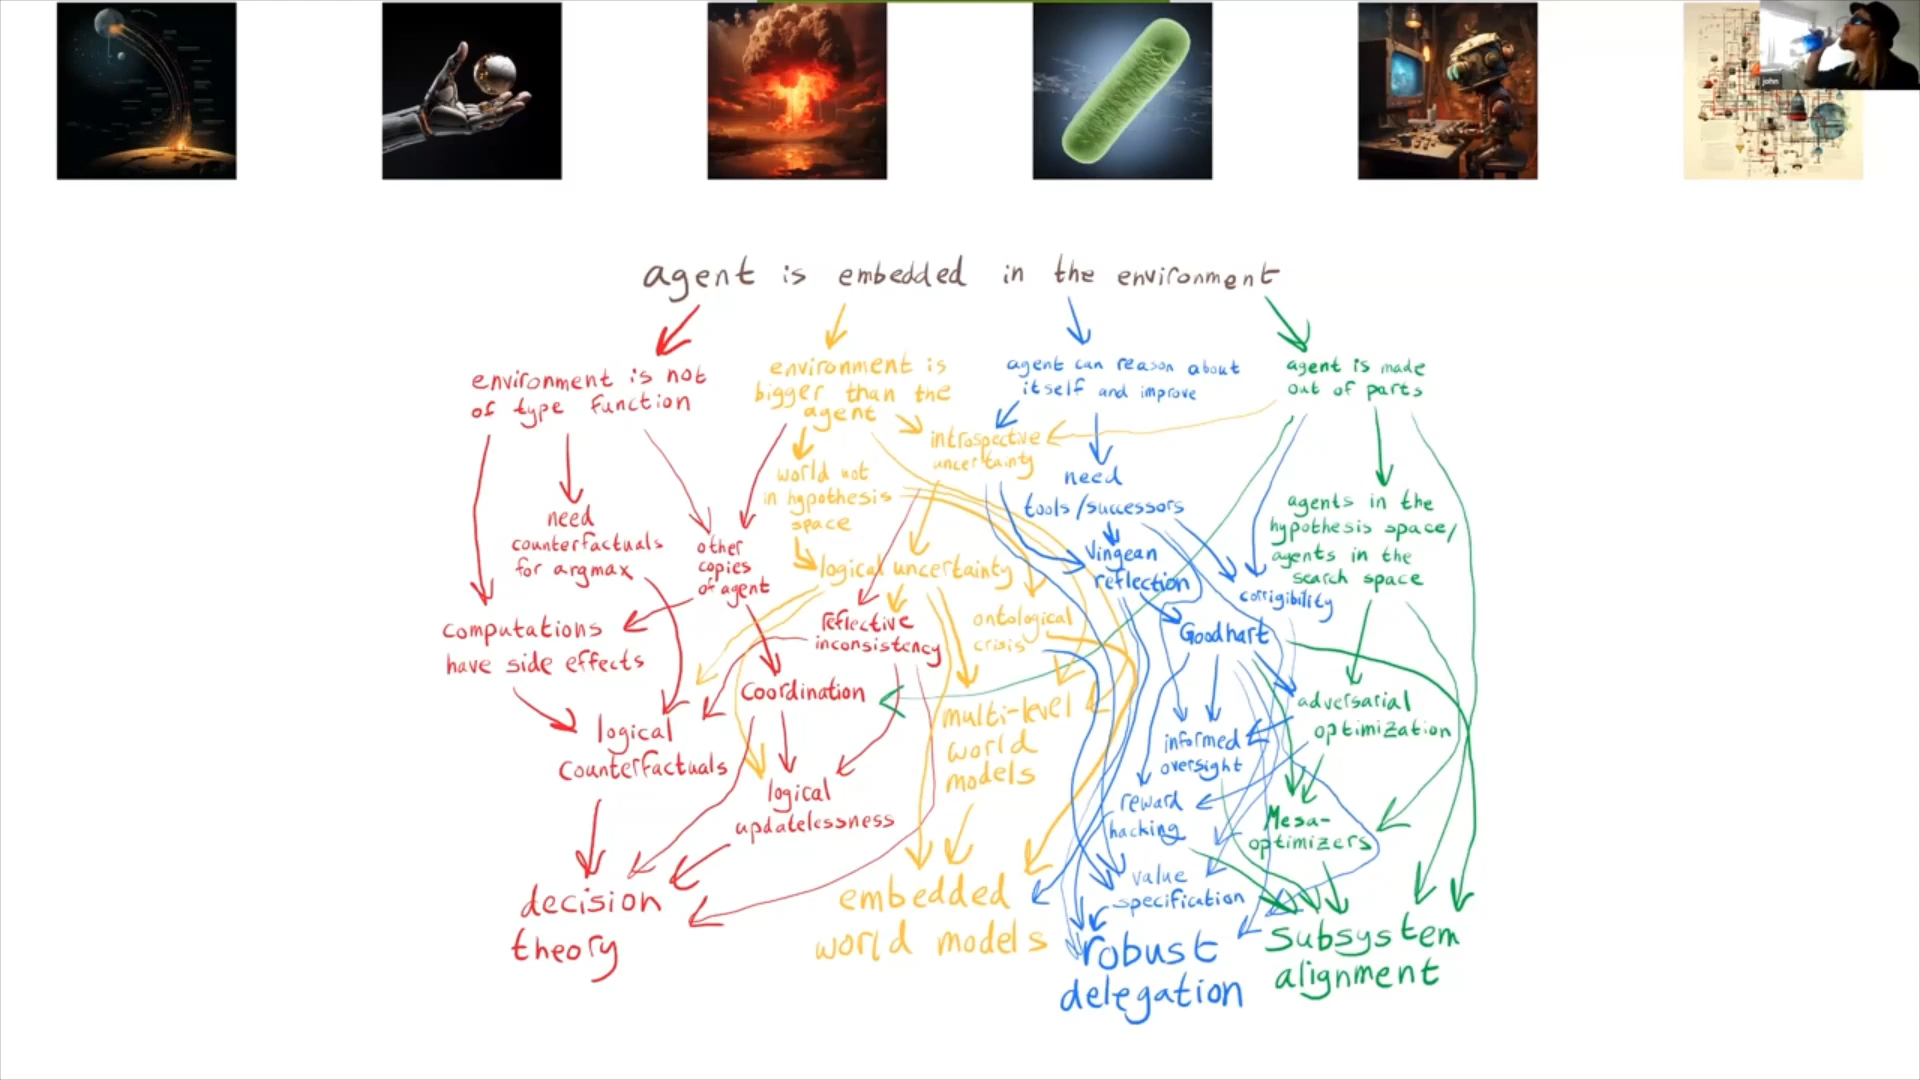 john
agent is embedded in the environment
environment is not
of type function
environment is
bigger than the
agent
agent can reason about
itself and improve
agent is made
out of parts
introspective
uncertainty
world not
in hypothesis
space
need
tools/successors
agents in the
hypothesis space/
agents in the
search space
need
counterfactuals
for argmax
other
copies
of agent
logical uncertainty
Vingean
reflection
corrigibility
computations
have side effects
reflective
inconsistency
ontological
crisis
Goodhart
coordination
multi-level
world
models
adversarial
optimization
logical
counterfactuals
informed
oversight
logical
updatelessness
reward
hacking
Mesa-
optimizers
value
specification
decision
theory
embedded
world models
robust
delegation
subsystem
alignment